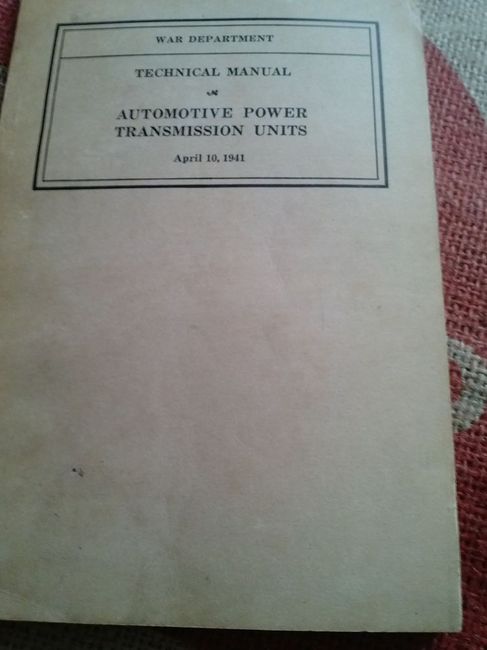 WAR DEPARTMENT
TECHNICAL MANUAL
AUTOMOTIVE POWER
TRANSMISSION UNITS
April 10, 1941